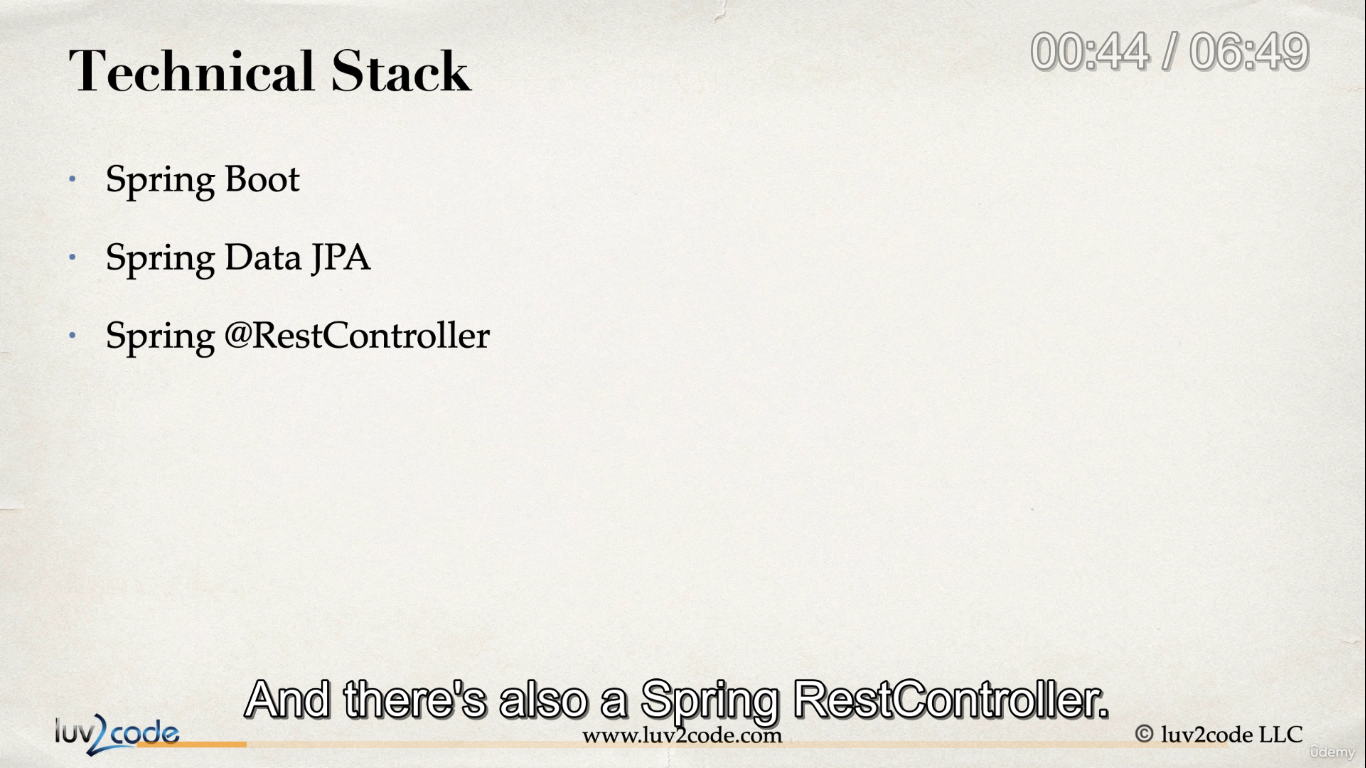 Technical Stack
00:44 / 06:49
• Spring Boot
• Spring Data JPA
• Spring @RestController
And there's also a Spring RestController.
luv2code
www.luv2code.com
© luv2code LLC
ûdemy